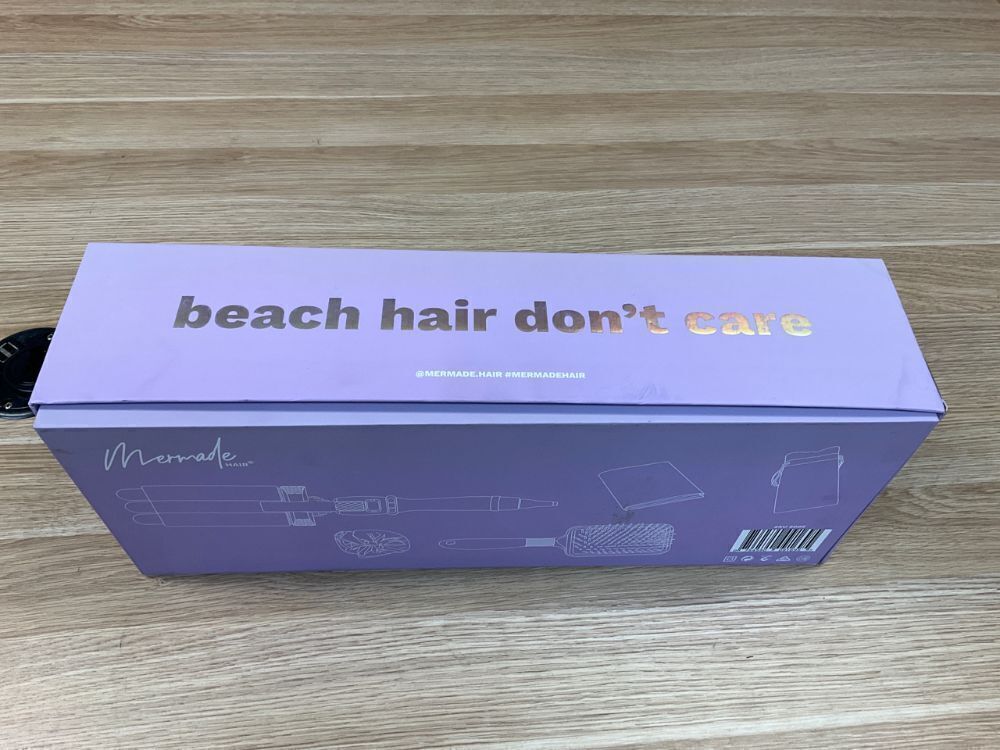 beach hair don't care
@MERMADE.HAIR #MERMADEHAIR
Mermade
HAIR®